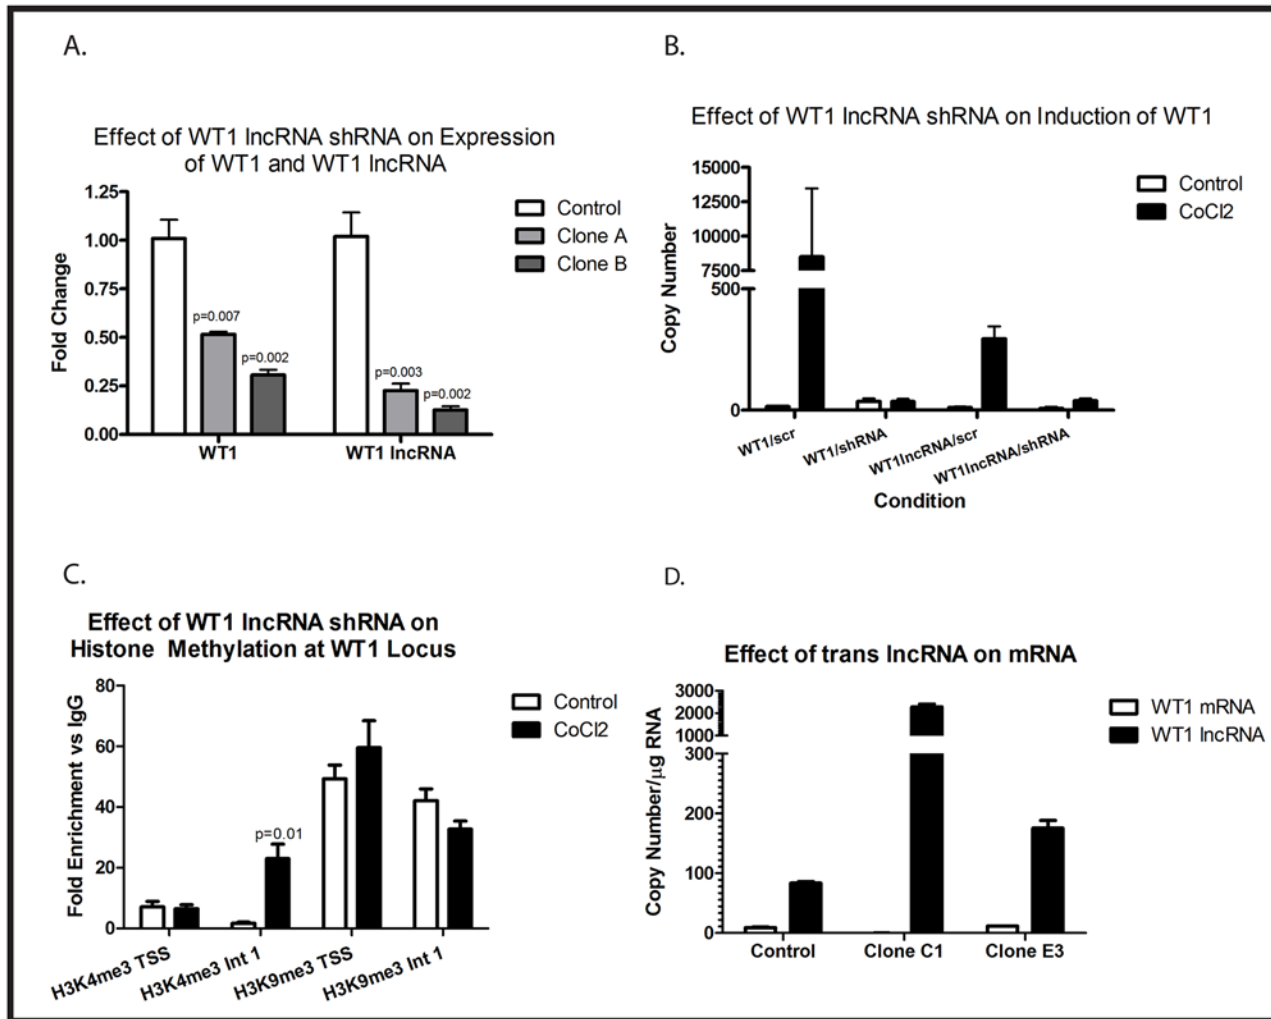 A.
Effect of WT1 lncRNA shRNA on Expression
of WT1 and WT1 lncRNA
Fold Change
1.25
1.00
0.75
0.50
0.25
0.00
p=0.007
p=0.002
p=0.003
p=0.002
WT1
WT1 lncRNA
Control
Clone A
Clone B
B.
Effect of WT1 lncRNA shRNA on Induction of WT1
Copy Number
15000
12500
10000
7500
500
0
WT1/scr
WT1/shRNA
WT1lncRNA/scr
WT1lncRNA/shRNA
Condition
Control
CoCl2
C.
Effect of WT1 lncRNA shRNA on
Histone Methylation at WT1 Locus
Fold Enrichment vs IgG
80
60
40
20
0
p=0.01
H3K4me3 TSS
H3K4me3 Int 1
H3K9me3 TSS
H3K9me3 Int 1
Control
CoCl2
D.
Effect of trans lncRNA on mRNA
Copy Number/µg RNA
3000
2000
1000
300
200
100
0
Control
Clone C1
Clone E3
WT1 mRNA
WT1 lncRNA